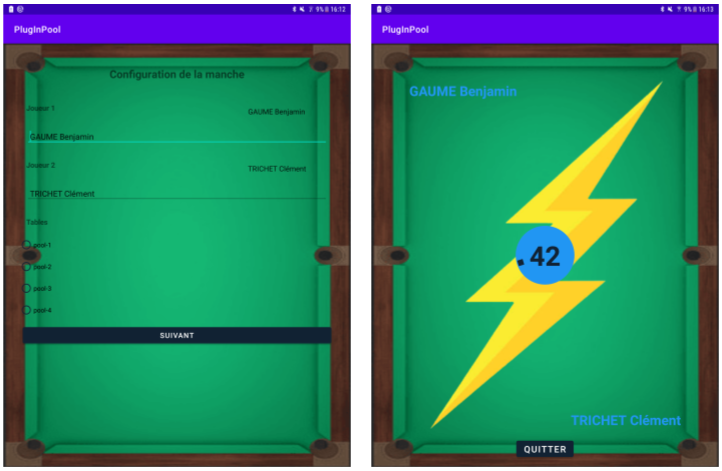 9% 16:12
PlugInPool
Configuration de la manche
Joueur 1
GAUME Benjamin
GAUME Benjamin
Joueur 2
TRICHET Clément
TRICHET Clément
Tables
pool-1
pool-2
pool-3
pool-4
SUIVANT
9% 16:13
PlugInPool
GAUME Benjamin
42
TRICHET Clément
QUITTER